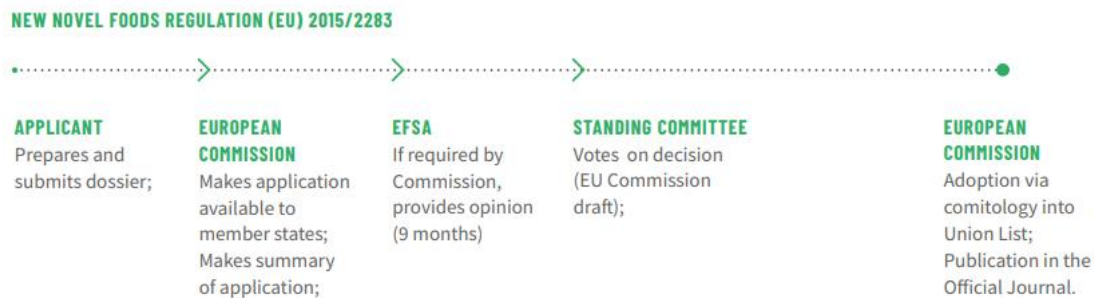 NEW NOVEL FOODS REGULATION (EU) 2015/2283
APPLICANT
Prepares and
submits dossier;
EUROPEAN
COMMISSION
Makes application
available to
member states;
Makes summary
of application;
EFSA
If required by
Commission,
provides opinion
(9 months)
STANDING COMMITTEE
Votes on decision
(EU Commission
draft);
EUROPEAN
COMMISSION
Adoption via
comitology into
Union List;
Publication in the
Official Journal.